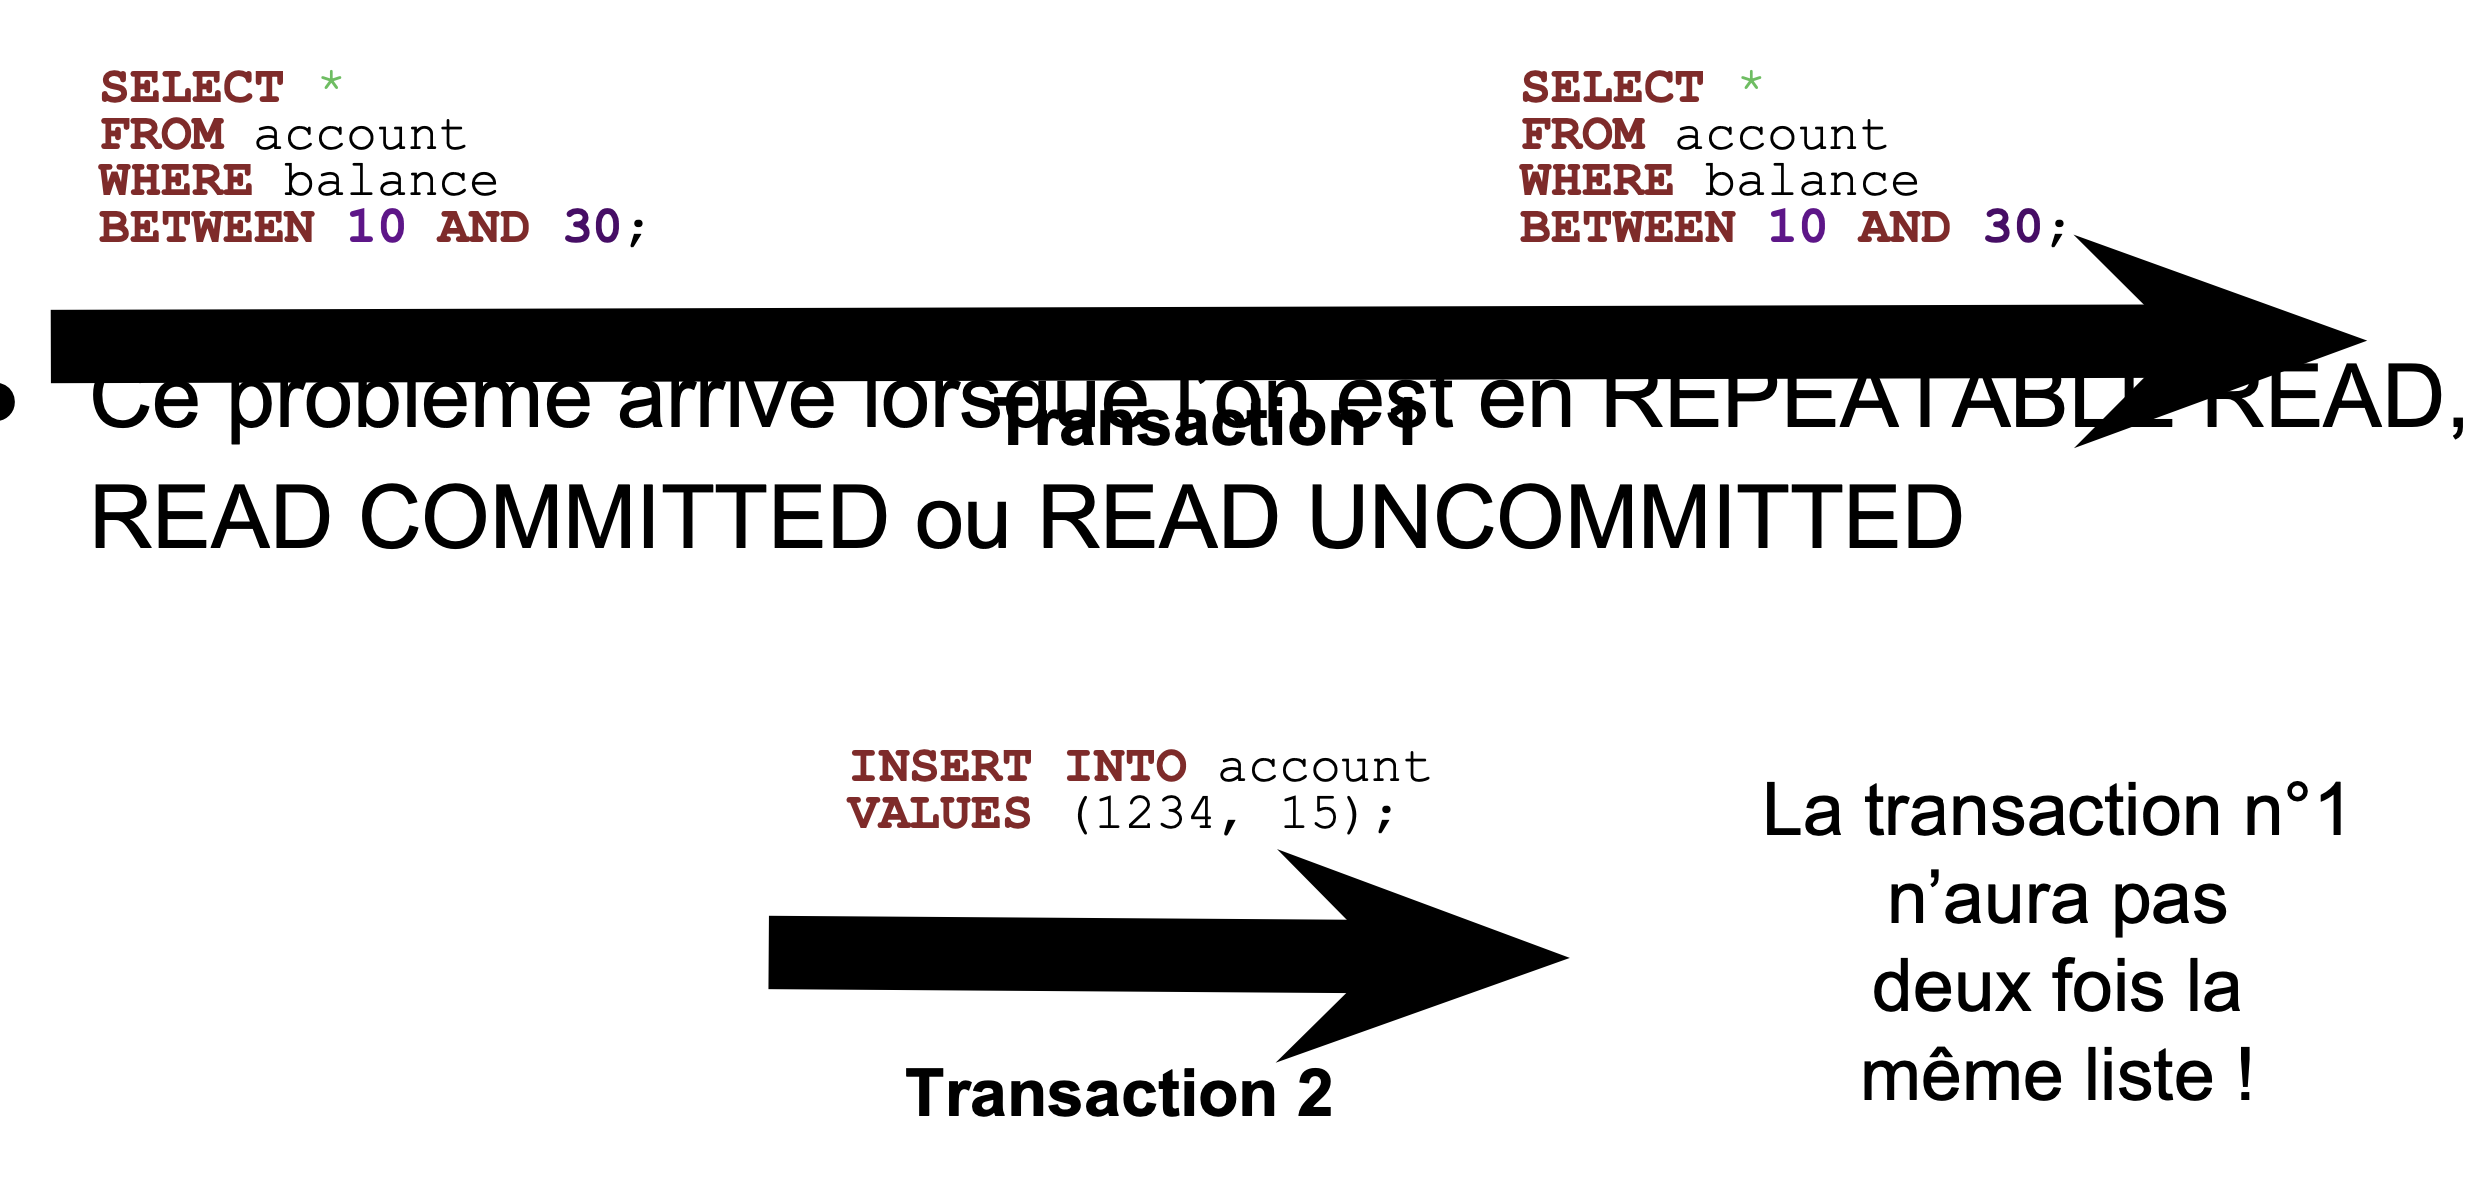 SELECT *
FROM account
WHERE balance
BETWEEN 10 AND 30;
SELECT *
FROM account
WHERE balance
BETWEEN 10 AND 30;
• Ce problème arrive lorsque l'on est en REPEATABLE READ,
Transaction 1
READ COMMITTED ou READ UNCOMMITTED
INSERT INTO account
VALUES (1234, 15);
Transaction 2
La transaction n°1
n’aura pas
deux fois la
même liste !